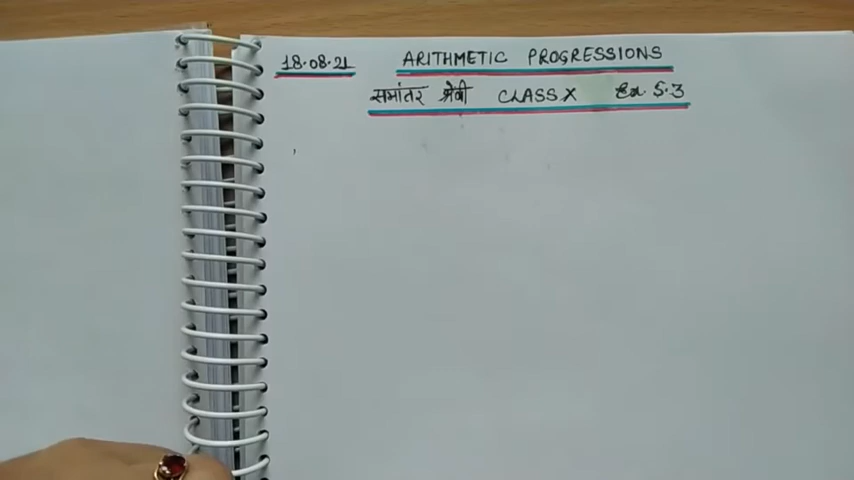 18.08.21 ARITHMETIC PROGRESSIONS
समांतर श्रेढी CLASS X Ex. 5.3